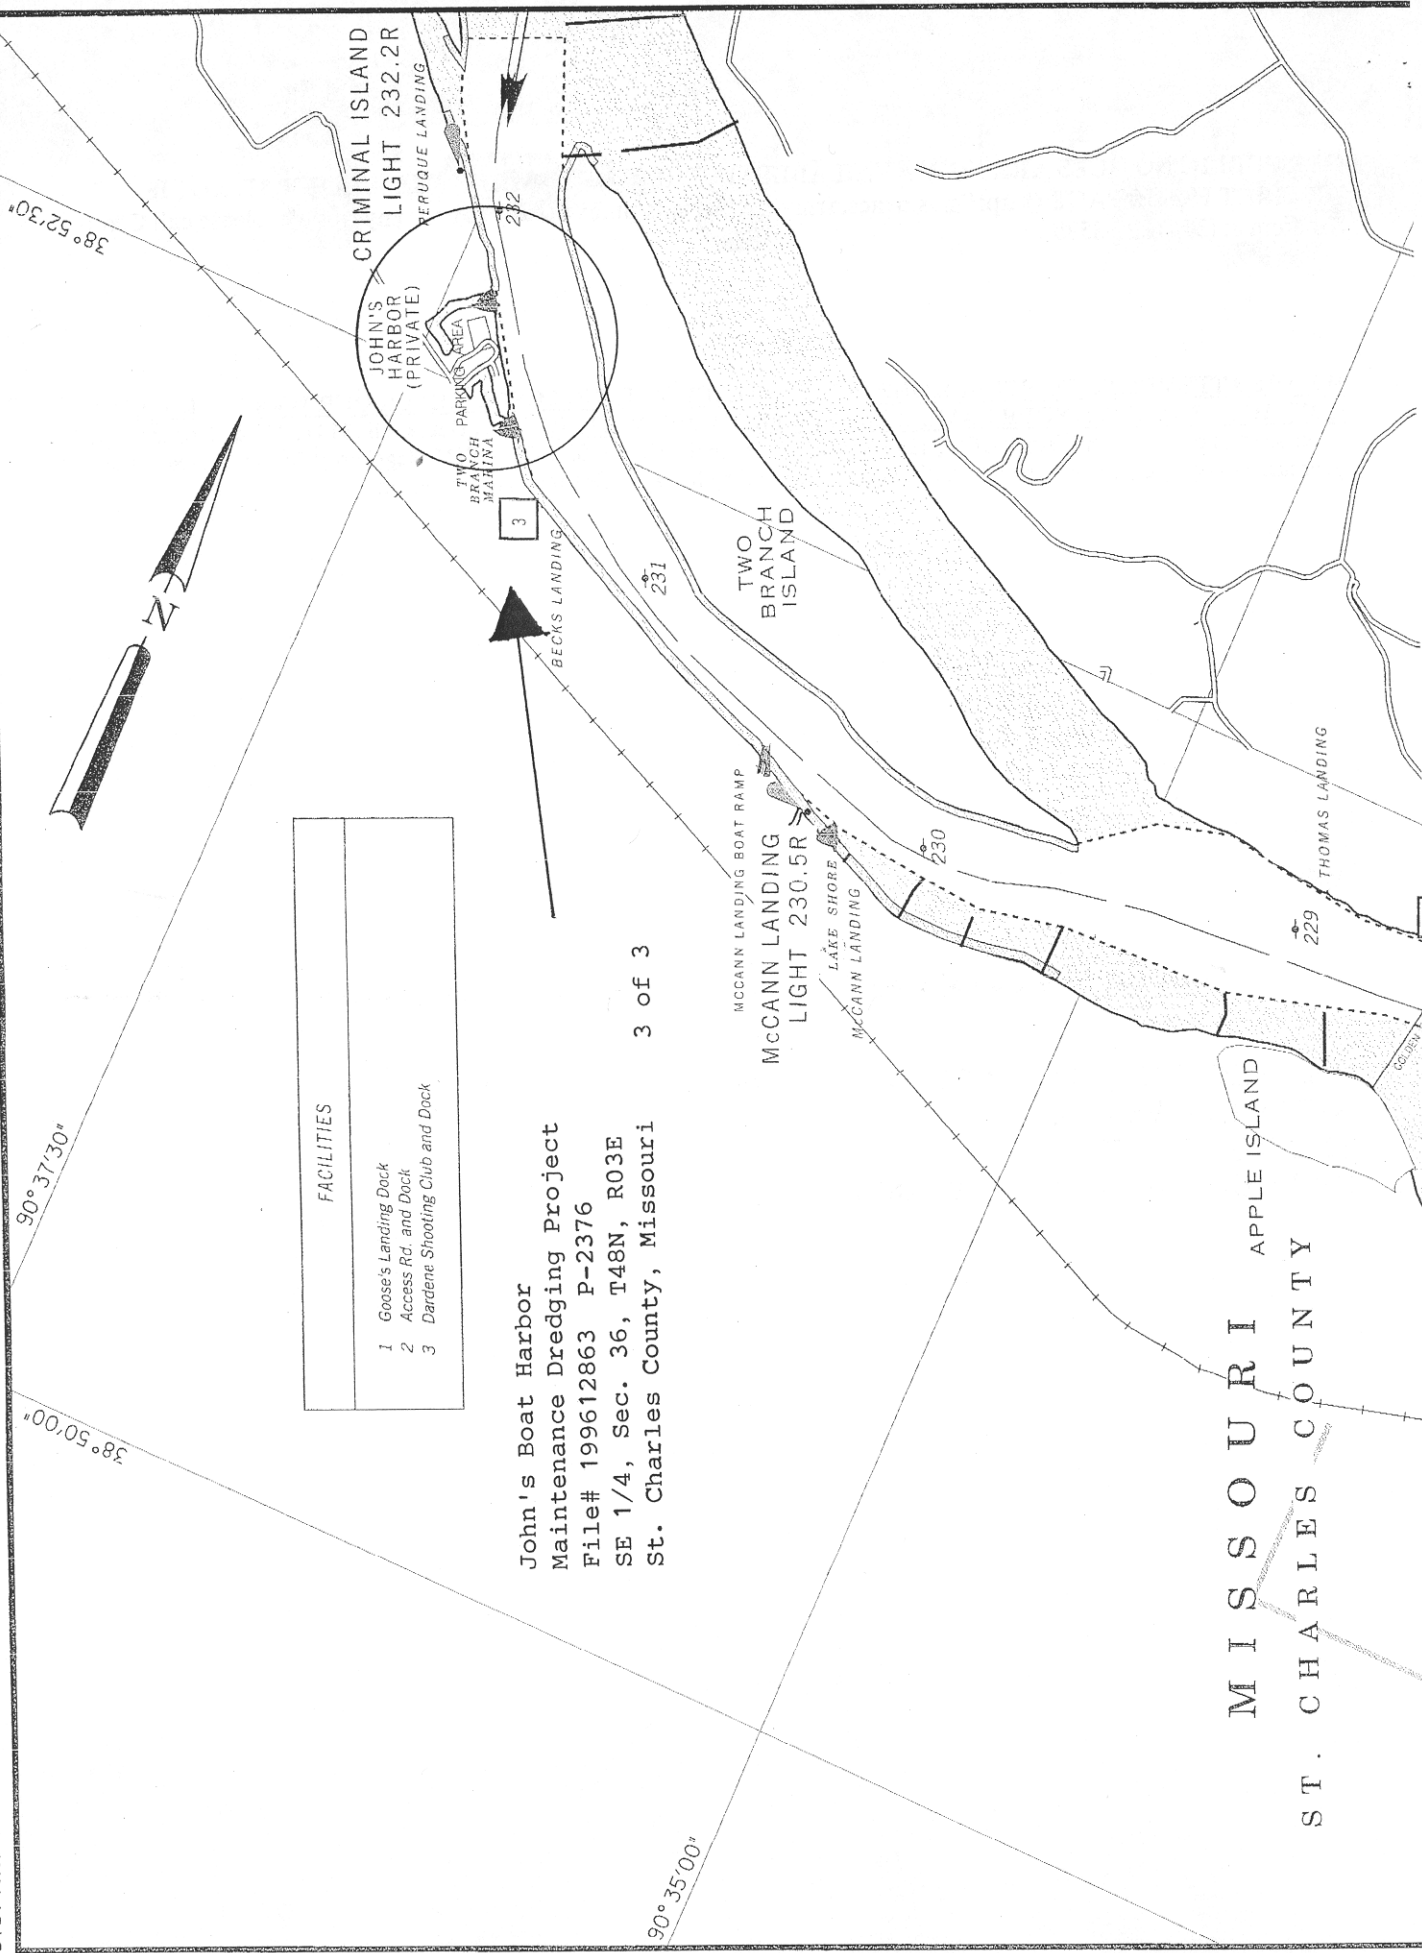 CRIMINAL ISLAND
LIGHT 232.2R
PERUQUE LANDING
38° 52'30"
JOHN'S
HARBOR
(PRIVATE)
PARKING AREA
TWO
BRANCH
MARINA
3
BECKS LANDING
232
231
TWO
BRANCH
ISLAND
N
90° 37'30"
FACILITIES
1 Goose's Landing Dock
2 Access Rd. and Dock
3 Dardene Shooting Club and Dock
38° 50'00"
John's Boat Harbor
Maintenance Dredging Project
File# 199612863 P-2376
SE 1/4, Sec. 36, T48N, R03E
St. Charles County, Missouri 3 of 3
MCCANN LANDING BOAT RAMP
McCANN LANDING
LIGHT 230.5R
LAKE SHORE
McCANN LANDING
230
229
THOMAS LANDING
APPLE ISLAND
GOLDEN
MISSOURI
ST. CHARLES COUNTY
90° 35'00"